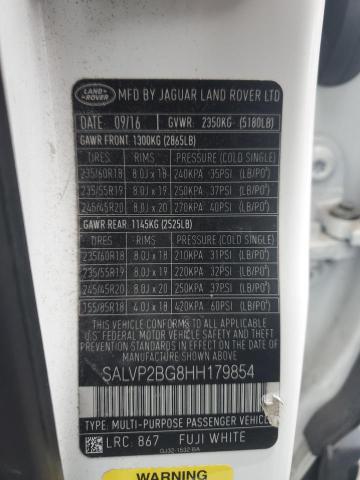 LAND ROVER
MFD BY JAGUAR LAND ROVER LTD
DATE 09/16 GVWR: 2350KG (5180LB)
GAWR FRONT: 1300KG (2865LB)
TIRES RIMS PRESSURE (COLD SINGLE)
235/60R18 8.0J x 18 240KPA 35PSI (LB/PO²)
235/55R19 8.0J x 19 250KPA 37PSI (LB/PO²)
245/45R20 8.0J x 20 270KPA 40PSI (LB/PO²)
GAWR REAR: 1145KG (2525LB)
TIRES RIMS PRESSURE (COLD SINGLE)
235/60R18 8.0J x 18 210KPA 31PSI (LB/PO²)
235/55R19 8.0J x 19 220KPA 32PSI (LB/PO²)
245/45R20 8.0J x 20 250KPA 37PSI (LB/PO²)
155/85R18 4.0J x 18 420KPA 60PSI (LB/PO²)
THIS VEHICLE CONFORMS TO ALL APPLICABLE
U.S. FEDERAL MOTOR VEHICLE SAFETY
STANDARDS IN EFFECT ON THE DATE
OF MANUFACTURE SHOWN ABOVE.
SALVP2BG8HH179854
TYPE: MULTI-PURPOSE PASSENGER VEHICLE
LRC: 867 FUJI WHITE
GJ32-1532-BA
WARNING